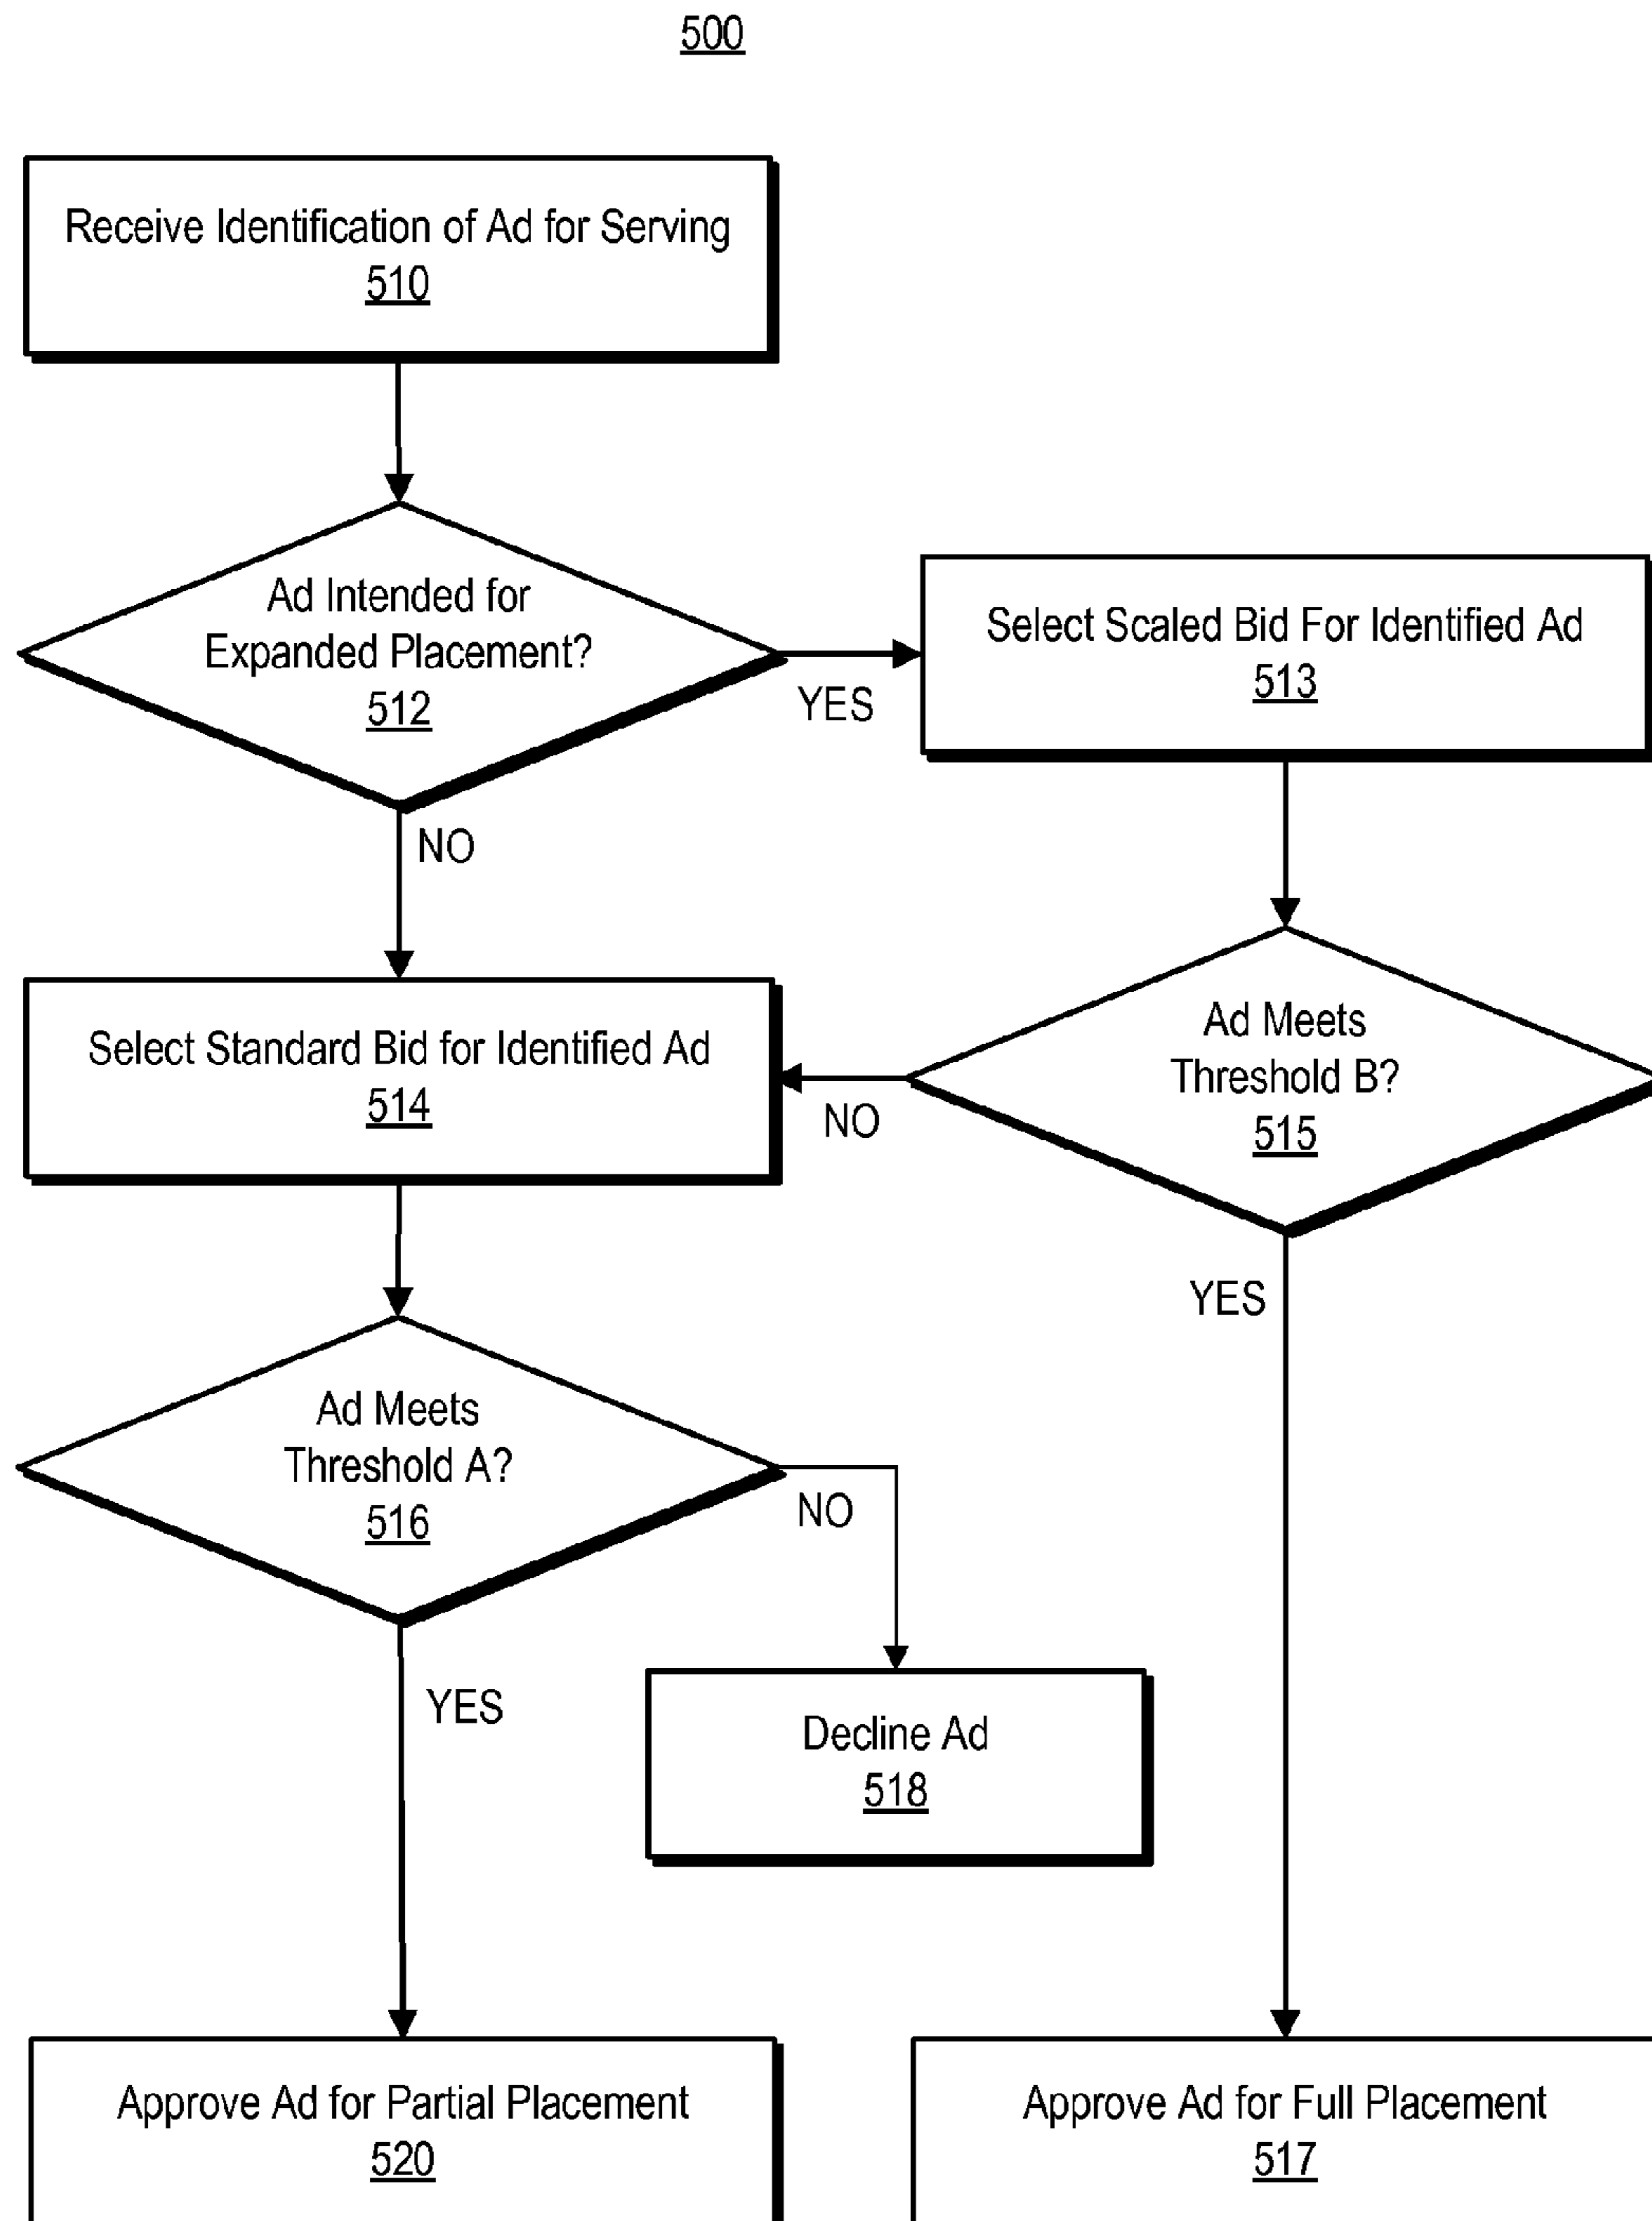 500
Receive Identification of Ad for Serving
510
Ad Intended for
Expanded Placement?
512
YES
NO
Select Scaled Bid For Identified Ad
513
Select Standard Bid for Identified Ad
514
Ad Meets
Threshold B?
515
NO
YES
Ad Meets
Threshold A?
516
NO
YES
Decline Ad
518
Approve Ad for Partial Placement
520
Approve Ad for Full Placement
517